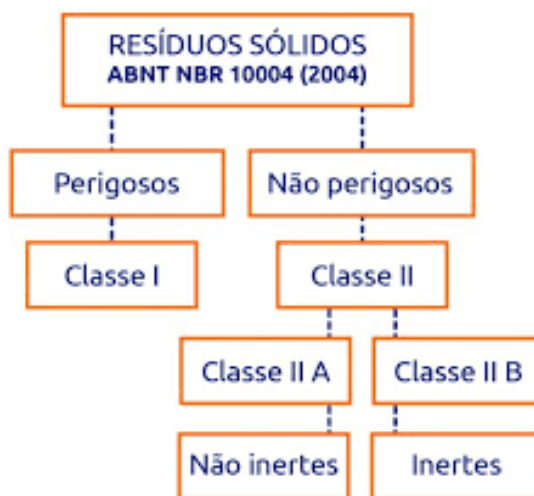 RESÍDUOS SÓLIDOS
ABNT NBR 10004 (2004)
Perigosos
Não perigosos
Classe I
Classe II
Classe II A
Classe II B
Não inertes
Inertes